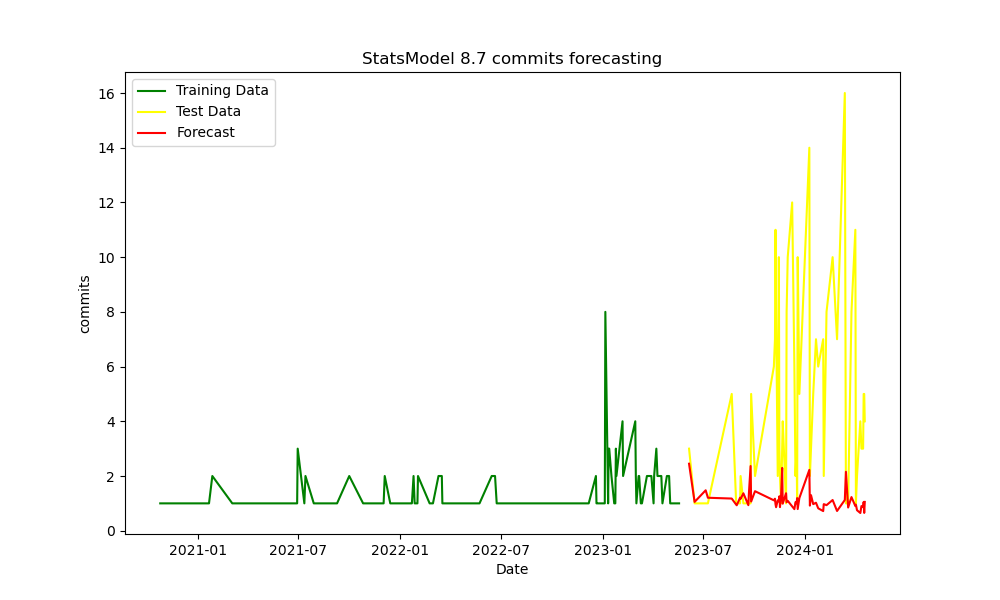 StatsModel 8.7 commits forecasting
Training Data
Test Data
Forecast
16
14
12
10
8
6
4
2
0
commits
2021-01 2021-07 2022-01 2022-07 2023-01 2023-07 2024-01
Date